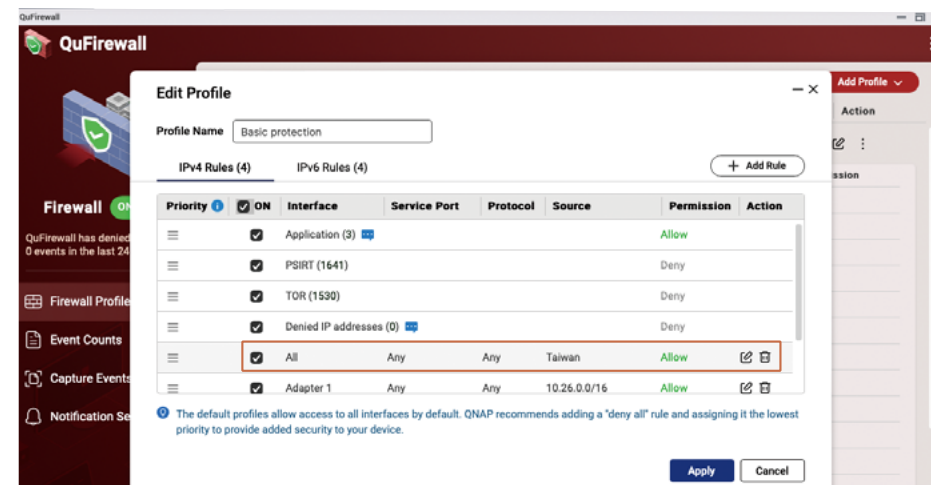 QuFirewall
QuFirewall
Add Profile
Action
Edit Profile
Profile Name Basic protection
IPv4 Rules (4) IPv6 Rules (4) + Add Rule
Priority ON Interface Service Port Protocol Source Permission Action
Application (3) Allow
PSIRT (1641) Deny
TOR (1530) Deny
Denied IP addresses (0) Deny
All Any Any Taiwan Allow
Adapter 1 Any Any 10.26.0.0/16 Allow
The default profiles allow access to all interfaces by default. QNAP recommends adding a "deny all" rule and assigning it the lowest
priority to provide added security to your device.
Apply Cancel
Firewall ON
QuFirewall has denied
0 events in the last 24
Firewall Profile
Event Counts
Capture Events
Notification Se
ssion